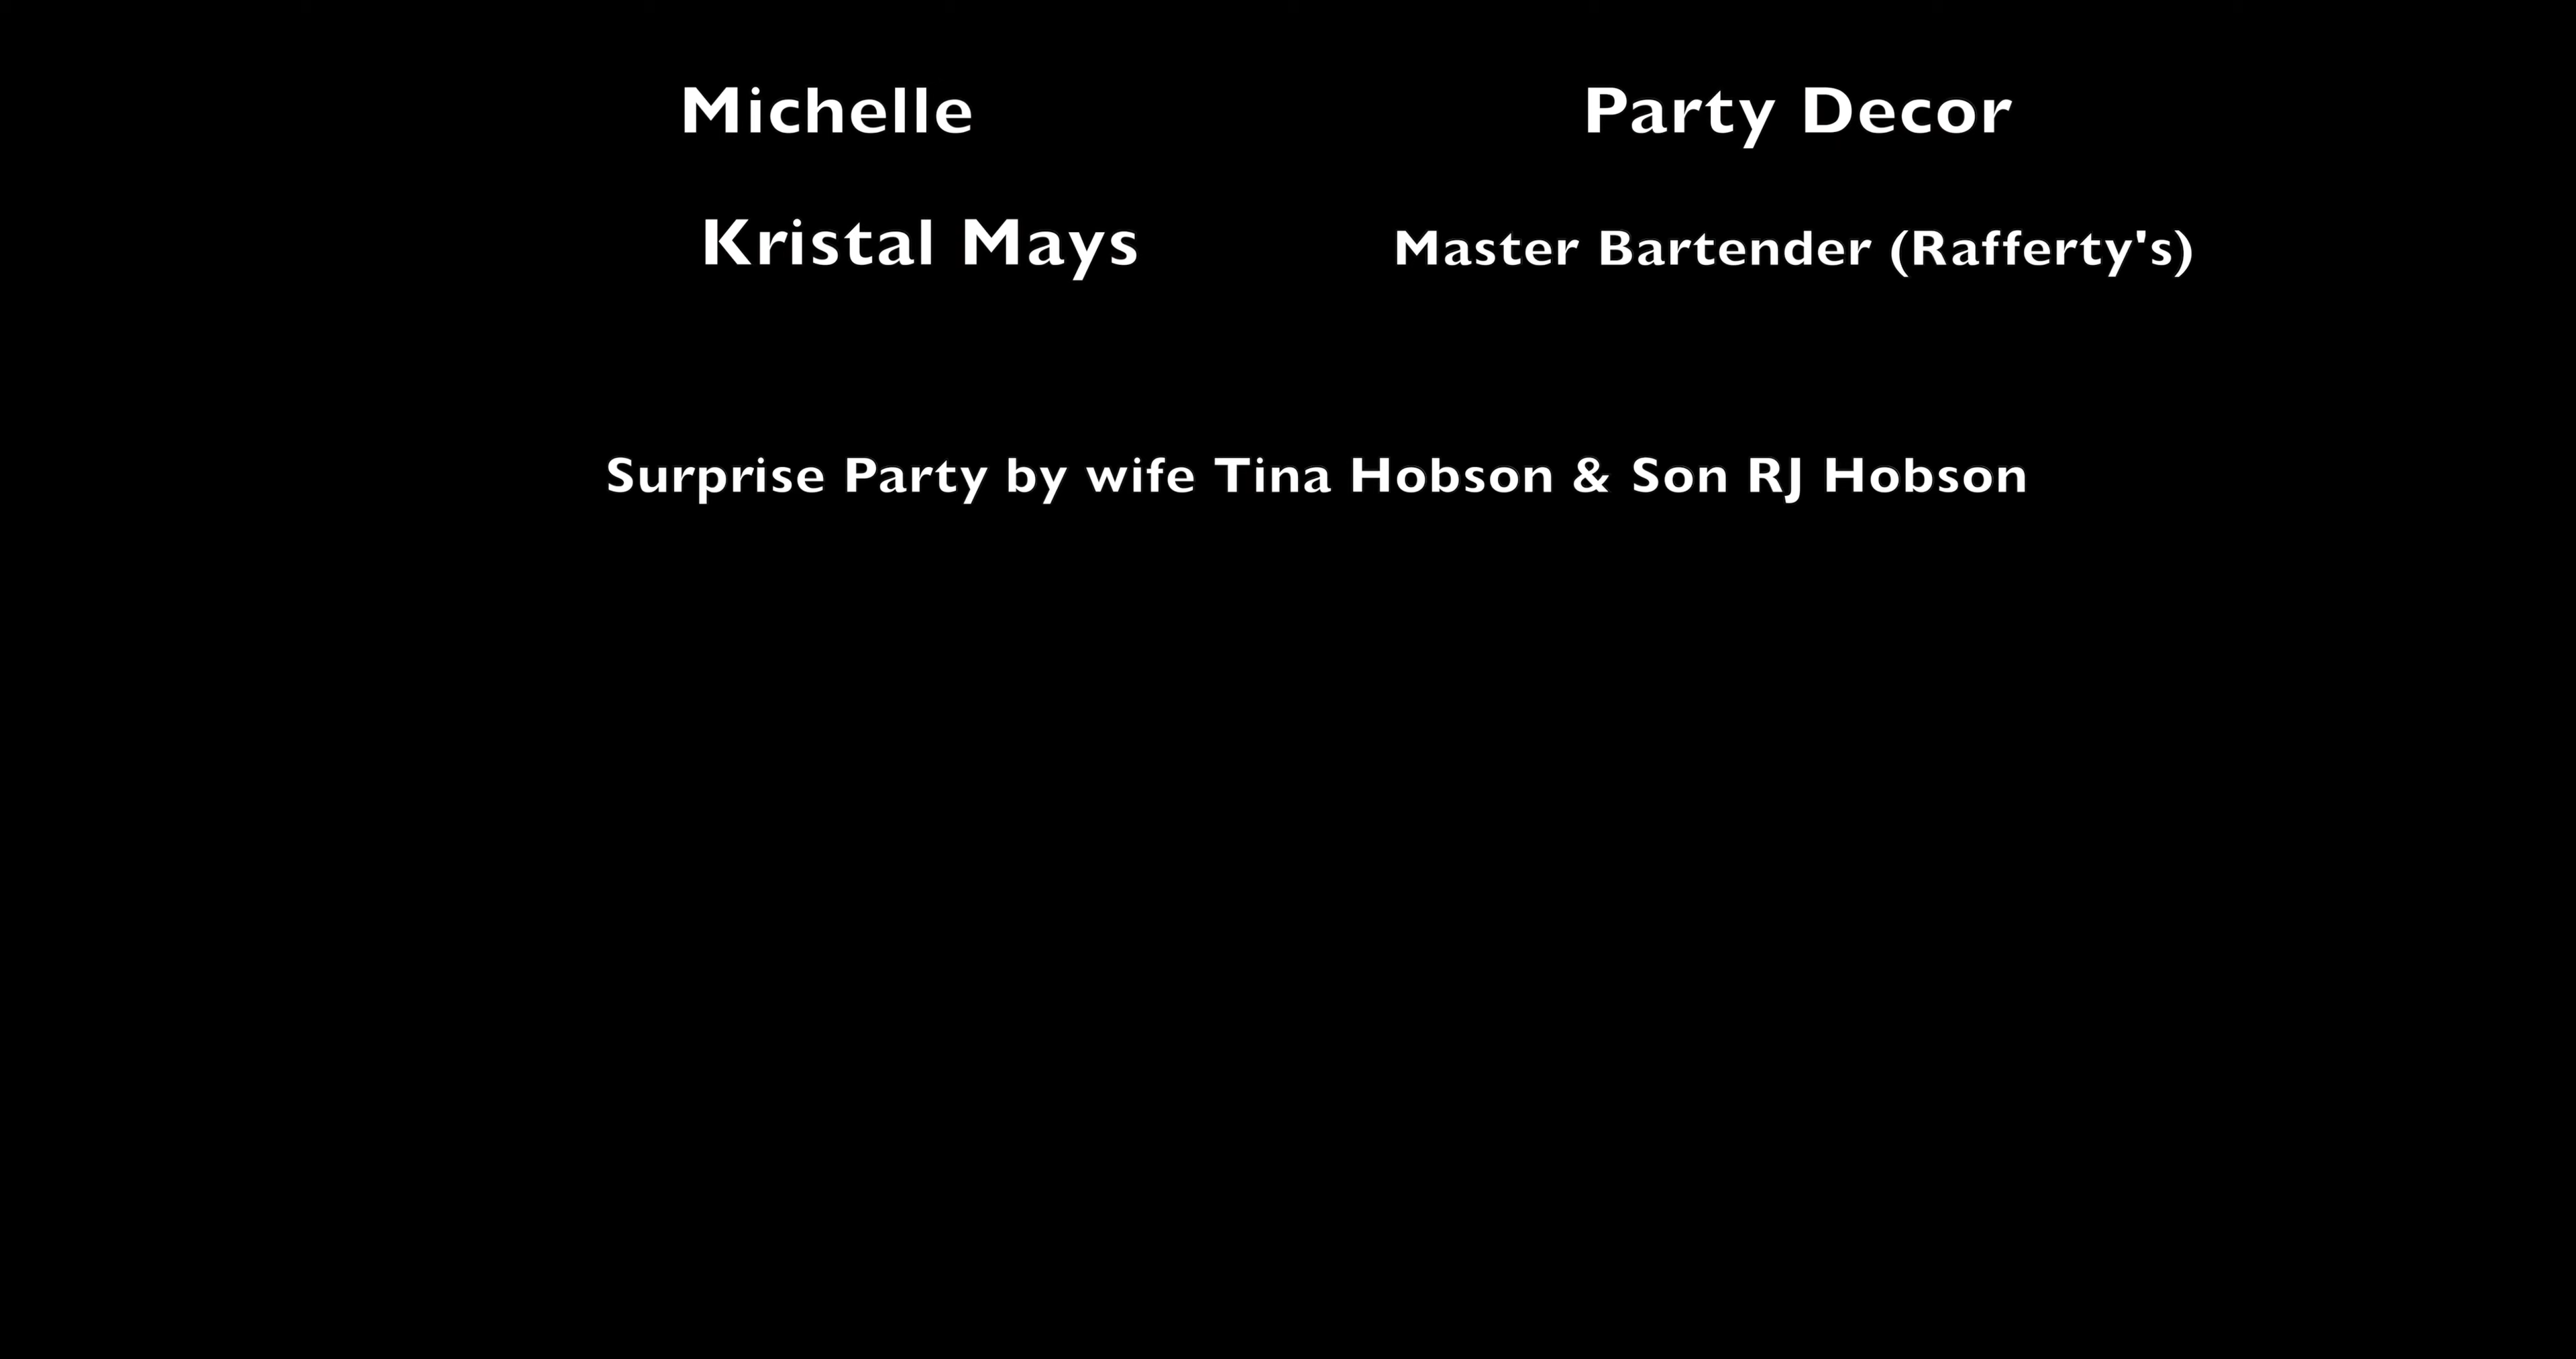 Michelle Party Decor
Kristal Mays Master Bartender (Rafferty's)
Surprise Party by wife Tina Hobson & Son RJ Hobson